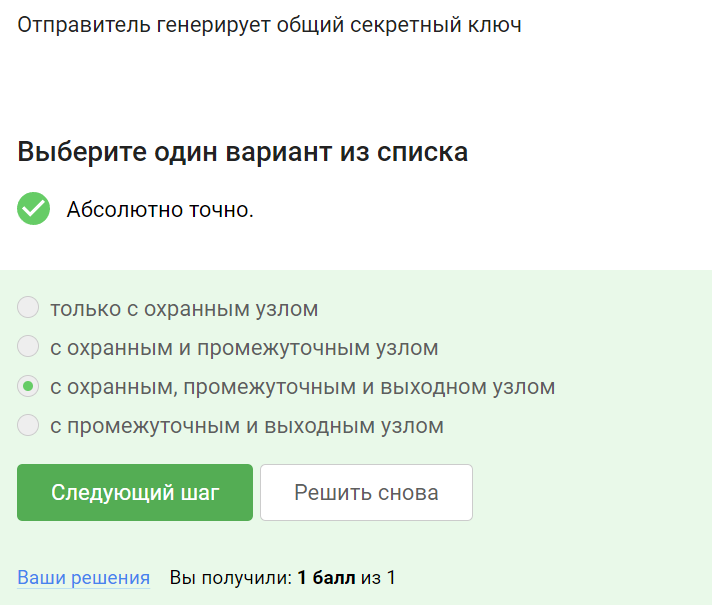 Отправитель генерирует общий секретный ключ
Выберите один вариант из списка
Абсолютно точно.
только с охранным узлом
с охранным и промежуточным узлом
с охранным, промежуточным и выходном узлом
с промежуточным и выходным узлом
Следующий шаг
Решить снова
Ваши решения Вы получили: 1 балл из 1